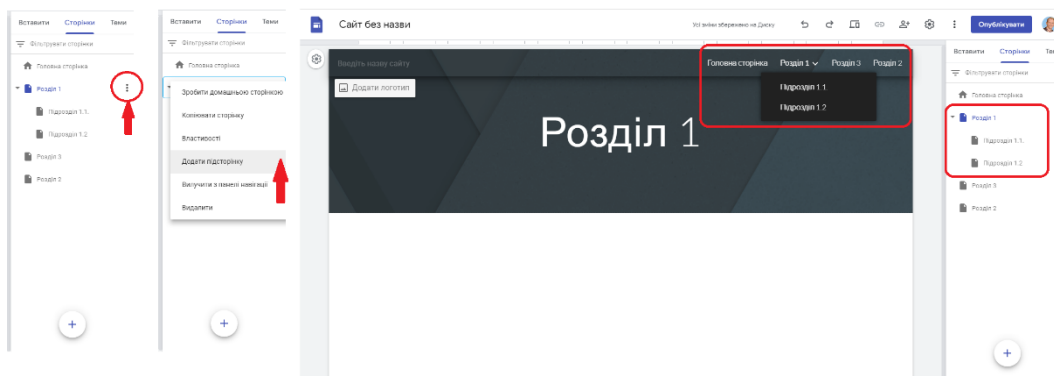 Вставити Сторінки Теми
Фільтрувати сторінки
Головна сторінка
Розділ 1
Підрозділ 1.1.
Підрозділ 1.2
Розділ 3
Розділ 2
+
Вставити Сторінки Теми
Фільтрувати сторінки
Головна сторінка
Зробити домашньою сторінкою
Копіювати сторінку
Властивості
Додати підсторінку
Вилучити з панелі навігації
Видалити
+
Сайт без назви
Усі зміни збережено на Диску
Опублікувати
Введіть назву сайту
Головна сторінка Розділ 1 Розділ 3 Розділ 2
Підрозділ 1.1.
Підрозділ 1.2
Додати логотип
Розділ 1
Вставити Сторінки Те
Фільтрувати сторінки
Головна сторінка
Розділ 1
Підрозділ 1.1.
Підрозділ 1.2
Розділ 3
Розділ 2
+